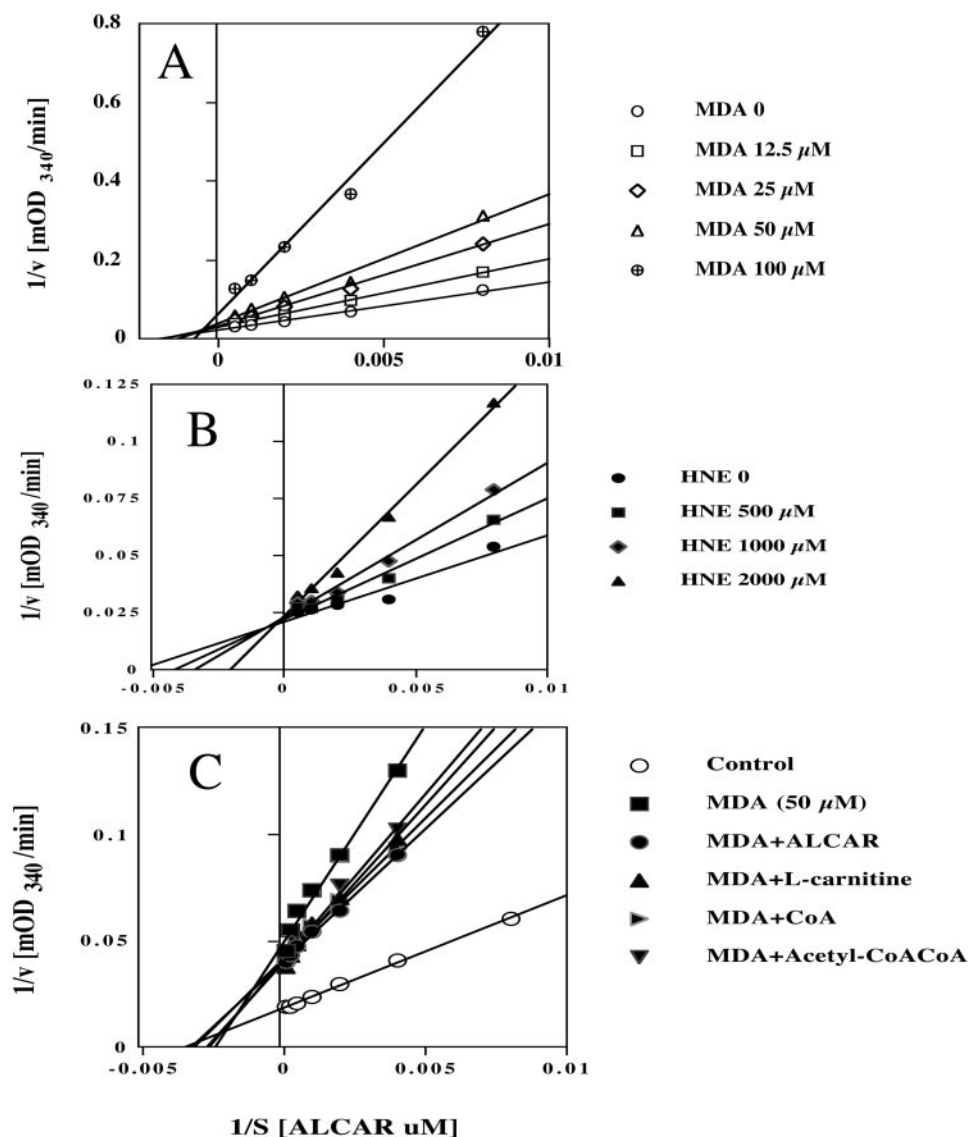 A
1/v [mOD 340/min]
0.8
0.6
0.4
0.2
0
0
0.005
0.01
MDA 0
MDA 12.5 µM
MDA 25 µM
MDA 50 µM
MDA 100 µM
B
1/v [mOD 340/min]
0.125
0.1
0.075
0.05
0.025
0
-0.005
0
0.005
0.01
HNE 0
HNE 500 µM
HNE 1000 µM
HNE 2000 µM
C
1/v [mOD 340/min]
0.15
0.1
0.05
0
-0.005
0
0.005
0.01
Control
MDA (50 µM)
MDA+ALCAR
MDA+L-carnitine
MDA+CoA
MDA+Acetyl-CoACoA
1/S [ALCAR uM]